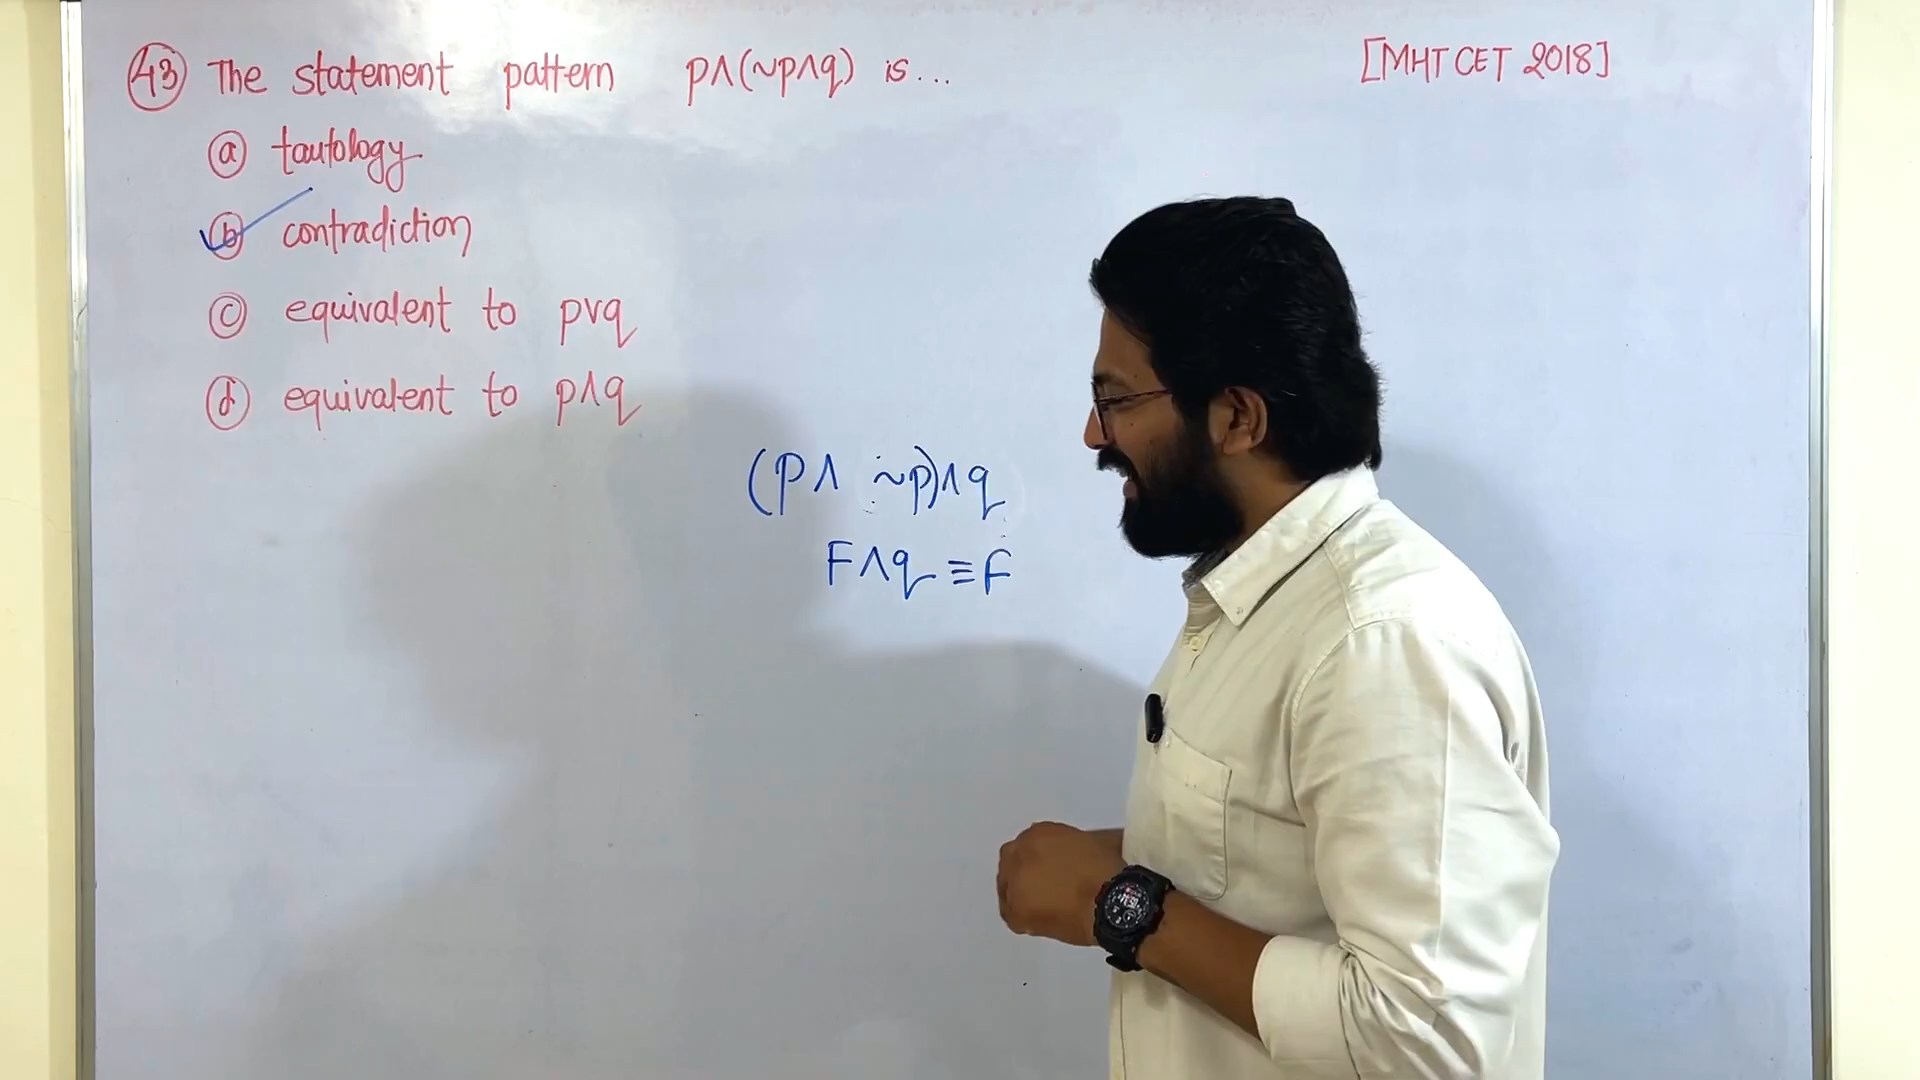 43 The statement pattern p∧(~p∧q) is... [MHT CET 2018]
a tautology
b contradiction
c equivalent to p∨q
d equivalent to p∧q
(p∧ ~p)∧q
F∧q ≡F